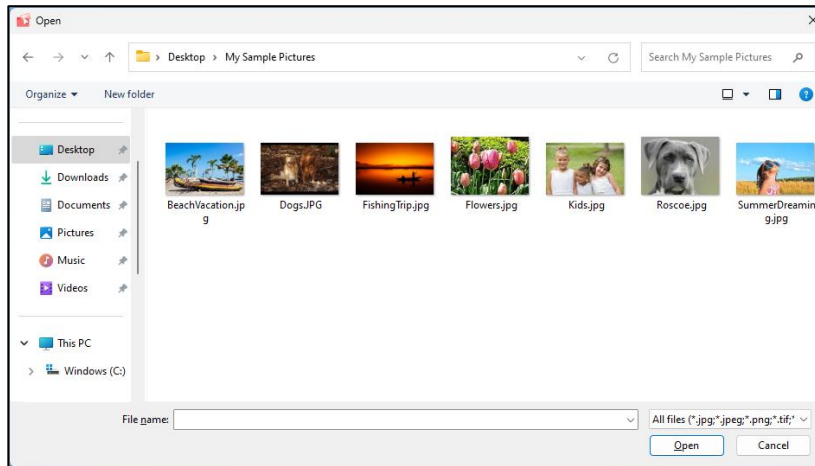 Open
Desktop > My Sample Pictures
Search My Sample Pictures
Organize
New folder
Desktop
Downloads
Documents
Pictures
Music
Videos
This PC
Windows (C:)
BeachVacation.jp
g
Dogs.JPG
FishingTrip.jpg
Flowers.jpg
Kids.jpg
Roscoe.jpg
SummerDreamin
g.jpg
File name:
All files (*.jpg;*.jpeg;*.png;*.tif;*
Open
Cancel